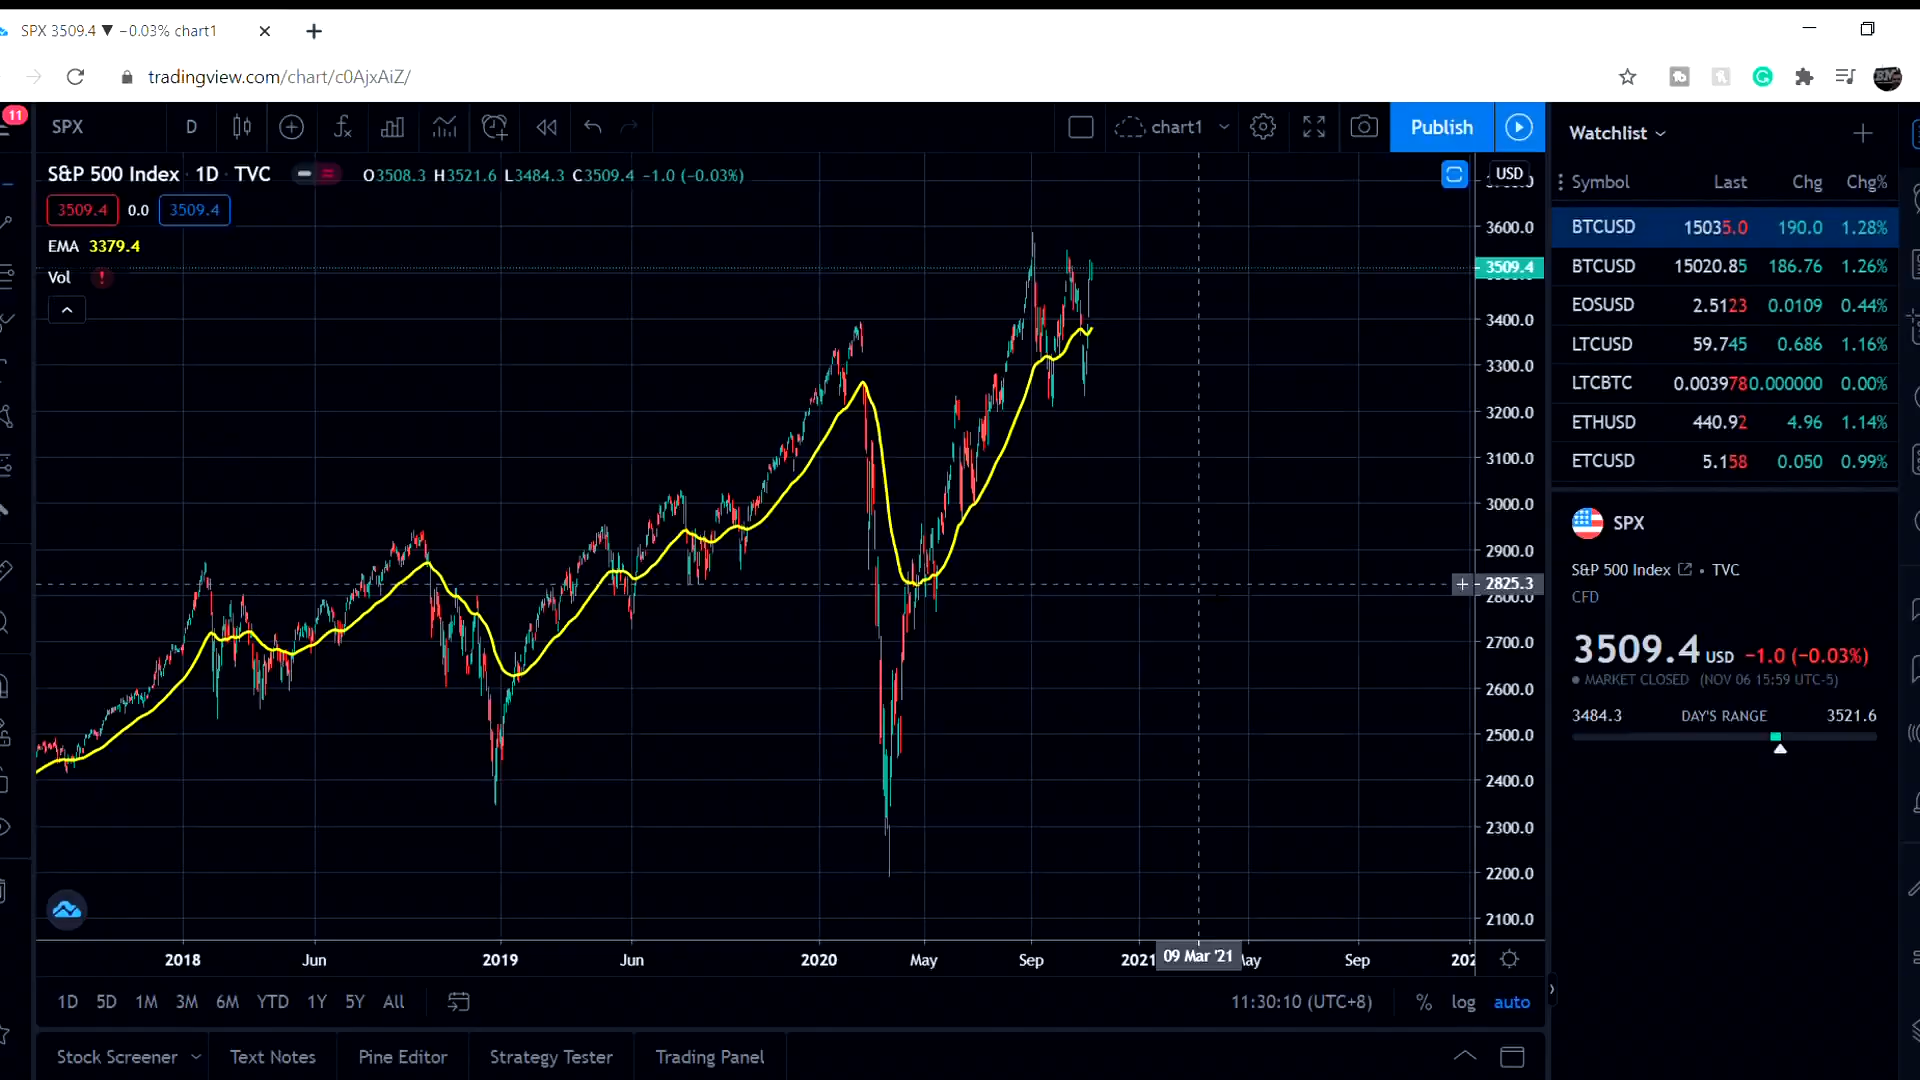 SPX 3509.4 ▼ −0.03% chart1
tradingview.com/chart/c0AjxAiZ/
11
SPX D chart1 Publish
Watchlist
S&P 500 Index · 1D · TVC O3508.3 H3521.6 L3484.3 C3509.4 −1.0 (−0.03%)
USD
Symbol Last Chg Chg%
3509.4 0.0 3509.4
EMA 3379.4
Vol !
3600.0
3509.4
3400.0
3300.0
3200.0
3100.0
3000.0
2900.0
2825.3
2800.0
2700.0
2600.0
2500.0
2400.0
2300.0
2200.0
2100.0
BTCUSD 15035.0 190.0 1.28%
BTCUSD 15020.85 186.76 1.26%
EOSUSD 2.5123 0.0109 0.44%
LTCUSD 59.745 0.686 1.16%
LTCBTC 0.003978 0.000000 0.00%
ETHUSD 440.92 4.96 1.14%
ETCUSD 5.158 0.050 0.99%
SPX
S&P 500 Index • TVC
CFD
3509.4 USD −1.0 (−0.03%)
MARKET CLOSED (NOV 06 15:59 UTC-5)
3484.3 DAY'S RANGE 3521.6
2018 Jun 2019 Jun 2020 May Sep 2021 09 Mar '21 Sep
1D 5D 1M 3M 6M YTD 1Y 5Y All 11:30:10 (UTC+8) % log auto
Stock Screener Text Notes Pine Editor Strategy Tester Trading Panel